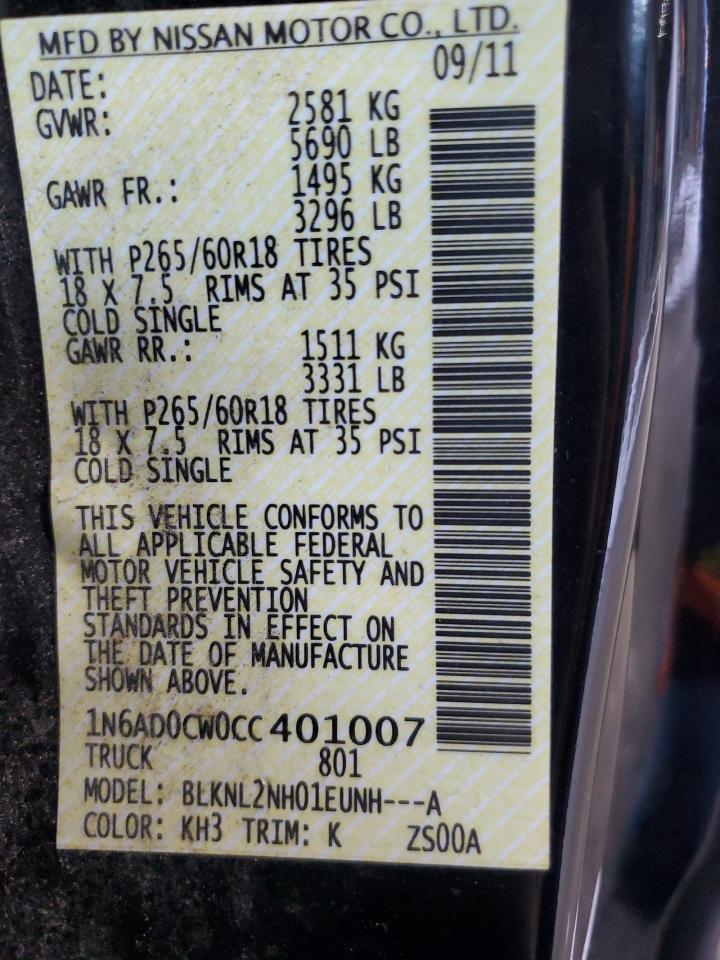 MFD BY NISSAN MOTOR CO., LTD.
DATE: 09/11
GVWR: 2581 KG
5690 LB
GAWR FR.: 1495 KG
3296 LB
WITH P265/60R18 TIRES
18 X 7.5 RIMS AT 35 PSI
COLD SINGLE
GAWR RR.: 1511 KG
3331 LB
WITH P265/60R18 TIRES
18 X 7.5 RIMS AT 35 PSI
COLD SINGLE
THIS VEHICLE CONFORMS TO
ALL APPLICABLE FEDERAL
MOTOR VEHICLE SAFETY AND
THEFT PREVENTION
STANDARDS IN EFFECT ON
THE DATE OF MANUFACTURE
SHOWN ABOVE.
1N6AD0CW0CC401007
TRUCK 801
MODEL: BLKNL2NH01EUNH---A
COLOR: KH3 TRIM: K ZS00A